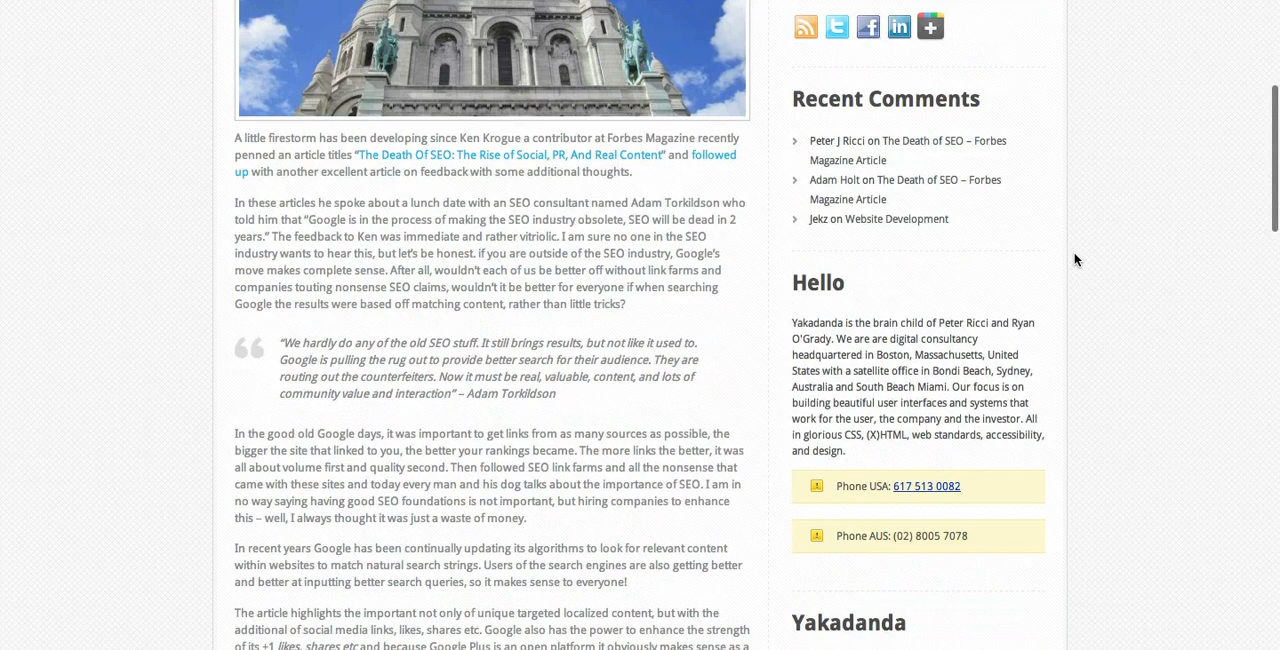 A little firestorm has been developing since Ken Krogue a contributor at Forbes Magazine recently
penned an article titles “The Death Of SEO: The Rise of Social, PR, And Real Content” and followed
up with another excellent article on feedback with some additional thoughts.
In these articles he spoke about a lunch date with an SEO consultant named Adam Torkildson who
told him that “Google is in the process of making the SEO industry obsolete, SEO will be dead in 2
years.” The feedback to Ken was immediate and rather vitriolic. I am sure no one in the SEO
industry wants to hear this, but let’s be honest. if you are outside of the SEO industry, Google’s
move makes complete sense. After all, wouldn’t each of us be better off without link farms and
companies touting nonsense SEO claims, wouldn’t it be better for everyone if when searching
Google the results were based off matching content, rather than little tricks?
“We hardly do any of the old SEO stuff. It still brings results, but not like it used to.
Google is pulling the rug out to provide better search for their audience. They are
routing out the counterfeiters. Now it must be real, valuable, content, and lots of
community value and interaction” – Adam Torkildson
In the good old Google days, it was important to get links from as many sources as possible, the
bigger the site that linked to you, the better your rankings became. The more links the better, it was
all about volume first and quality second. Then followed SEO link farms and all the nonsense that
came with these sites and today every man and his dog talks about the importance of SEO. I am in
no way saying having good SEO foundations is not important, but hiring companies to enhance
this – well, I always thought it was just a waste of money.
In recent years Google has been continually updating its algorithms to look for relevant content
within websites to match natural search strings. Users of the search engines are also getting better
and better at inputting better search queries, so it makes sense to everyone!
The article highlights the important not only of unique targeted localized content, but with the
additional of social media links, likes, shares etc. Google also has the power to enhance the strength
of its +1 likes, shares etc and because Google Plus is an open platform it obviously makes sense as a
Recent Comments
Peter J Ricci on The Death of SEO – Forbes
Magazine Article
Adam Holt on The Death of SEO – Forbes
Magazine Article
Jekz on Website Development
Hello
Yakadanda is the brain child of Peter Ricci and Ryan
O'Grady. We are are digital consultancy
headquartered in Boston, Massachusetts, United
States with a satellite office in Bondi Beach, Sydney,
Australia and South Beach Miami. Our focus is on
building beautiful user interfaces and systems that
work for the user, the company and the investor. All
in glorious CSS, (X)HTML, web standards, accessibility,
and design.
Phone USA: 617 513 0082
Phone AUS: (02) 8005 7078
Yakadanda